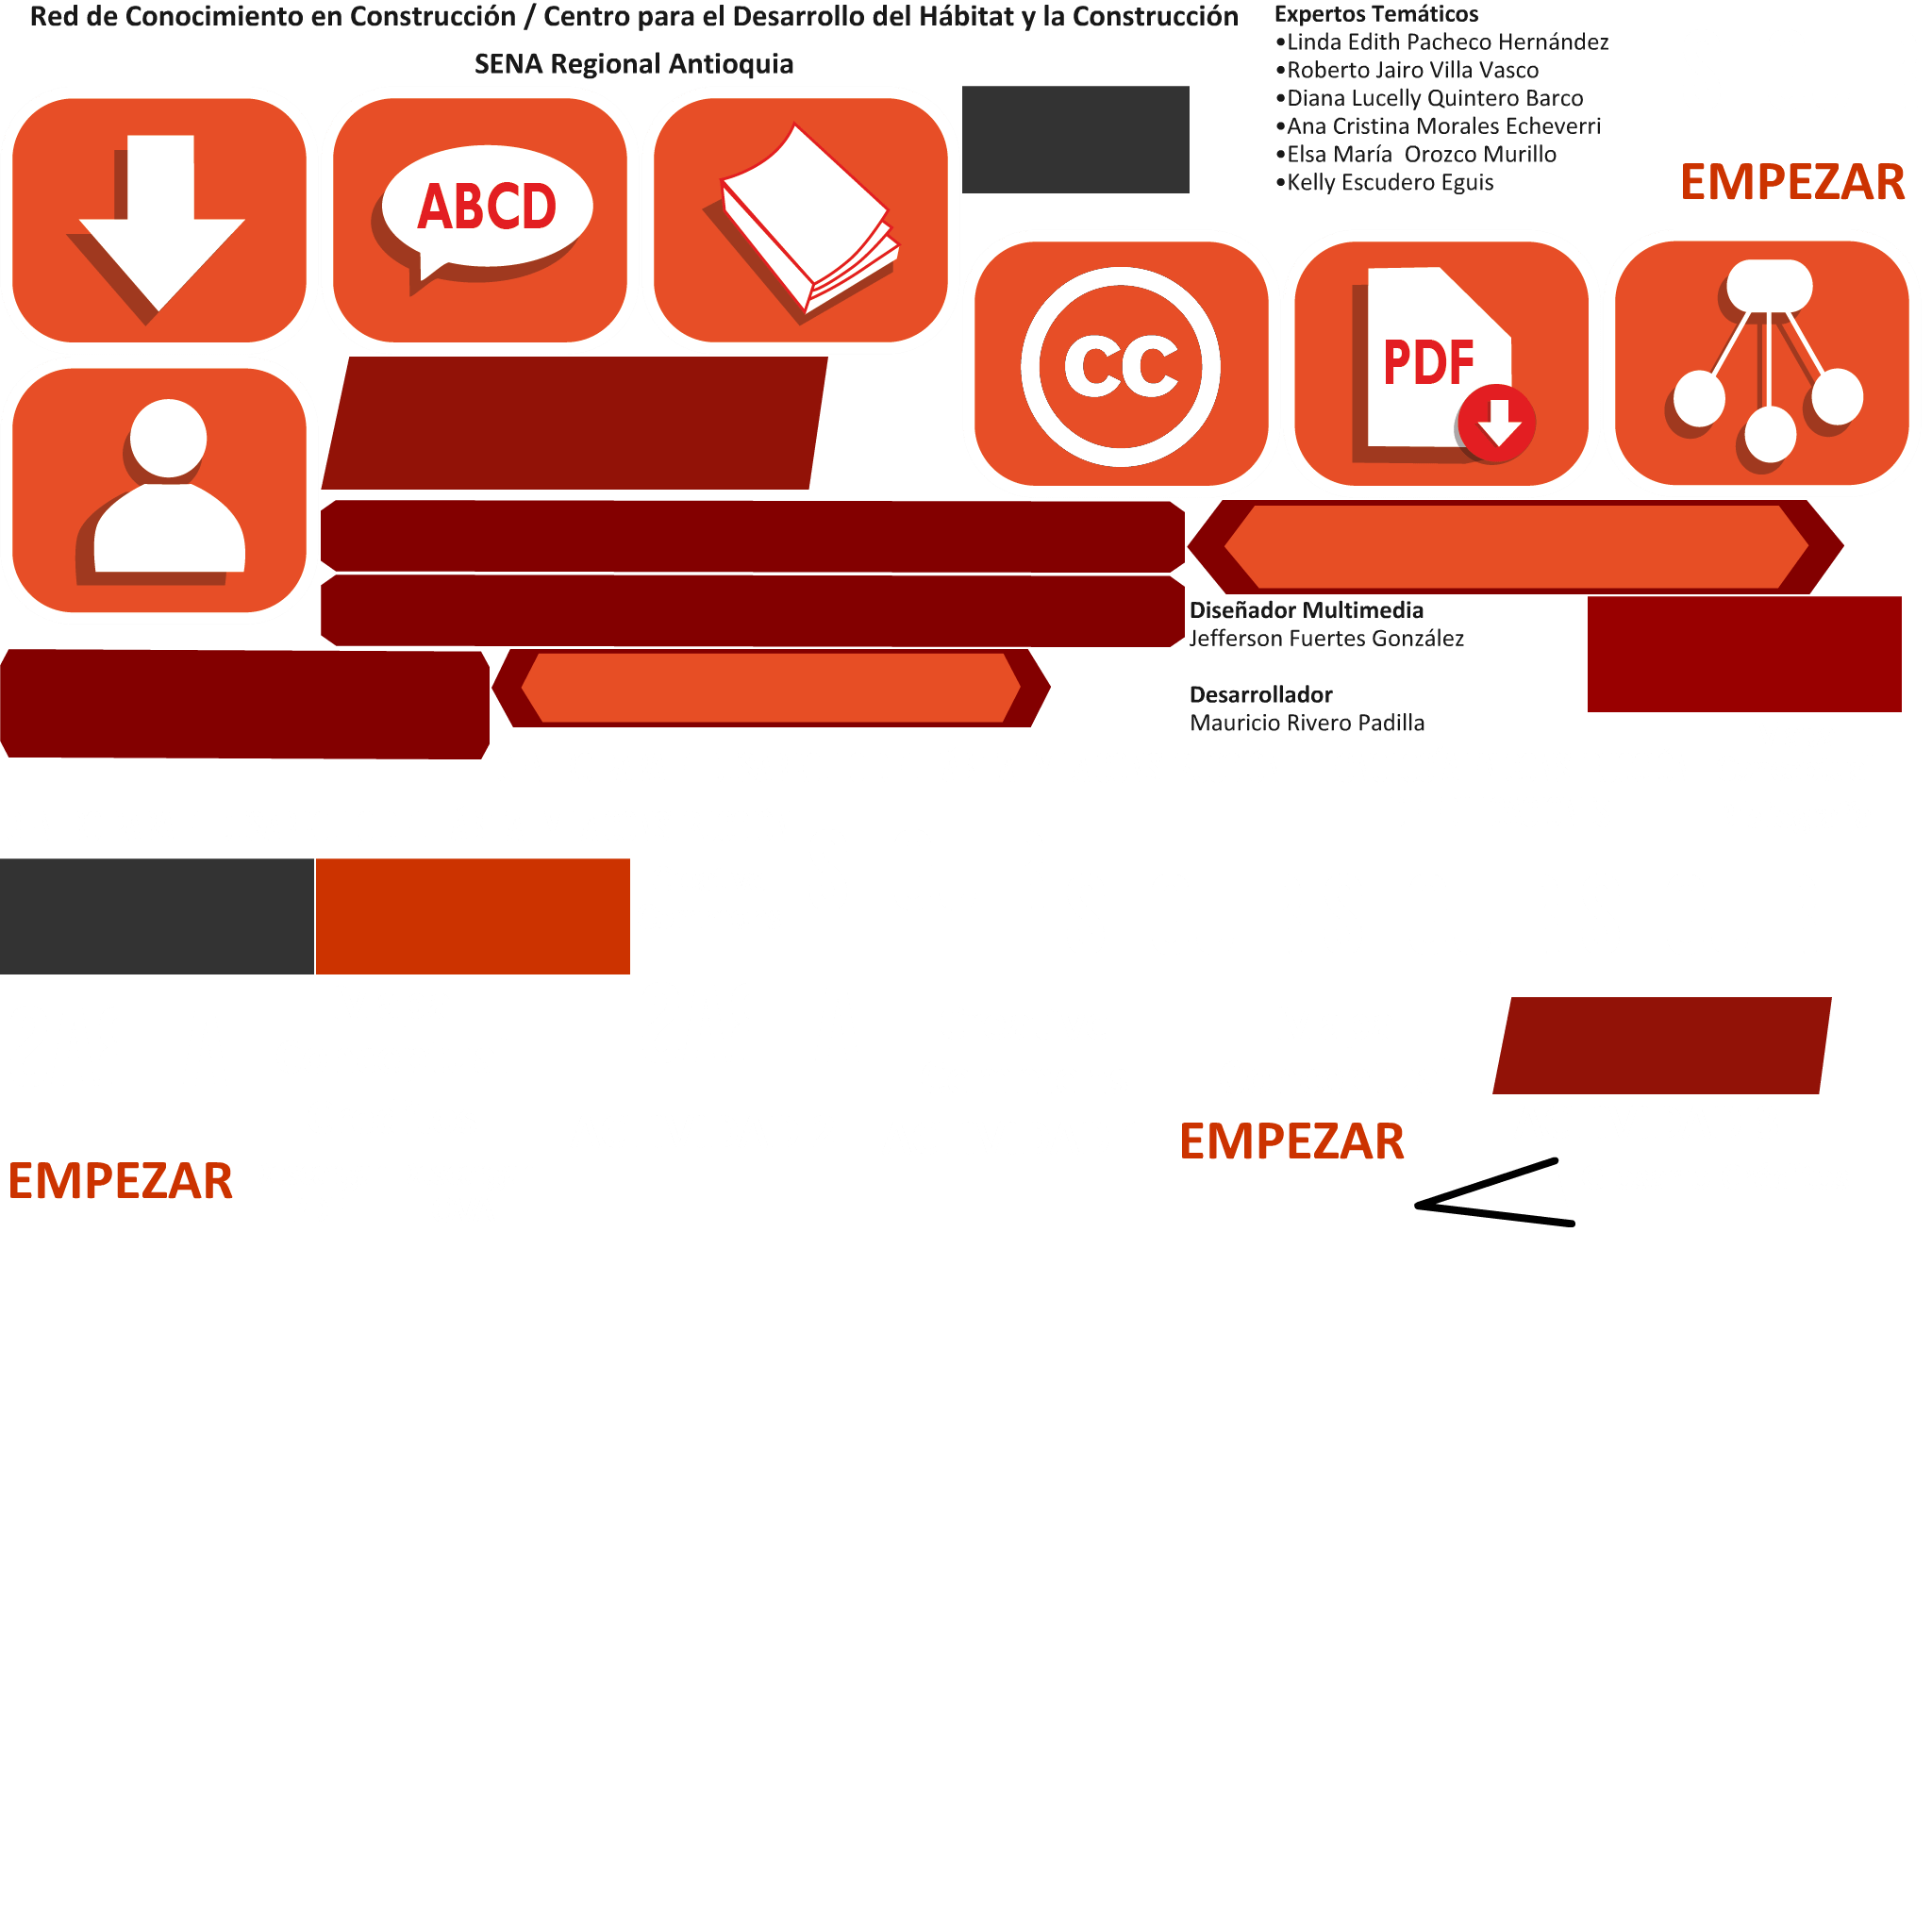 Red de Conocimiento en Construcción / Centro para el Desarrollo del Hábitat y la Construcción
SENA Regional Antioquia
Expertos Temáticos
•Linda Edith Pacheco Hernández
•Roberto Jairo Villa Vasco
•Diana Lucelly Quintero Barco
•Ana Cristina Morales Echeverri
•Elsa María  Orozco Murillo
•Kelly Escudero Eguis
EMPEZAR
ABCD
cc
PDF
Diseñador Multimedia
Jefferson Fuertes González
Desarrollador
Mauricio Rivero Padilla
EMPEZAR
EMPEZAR